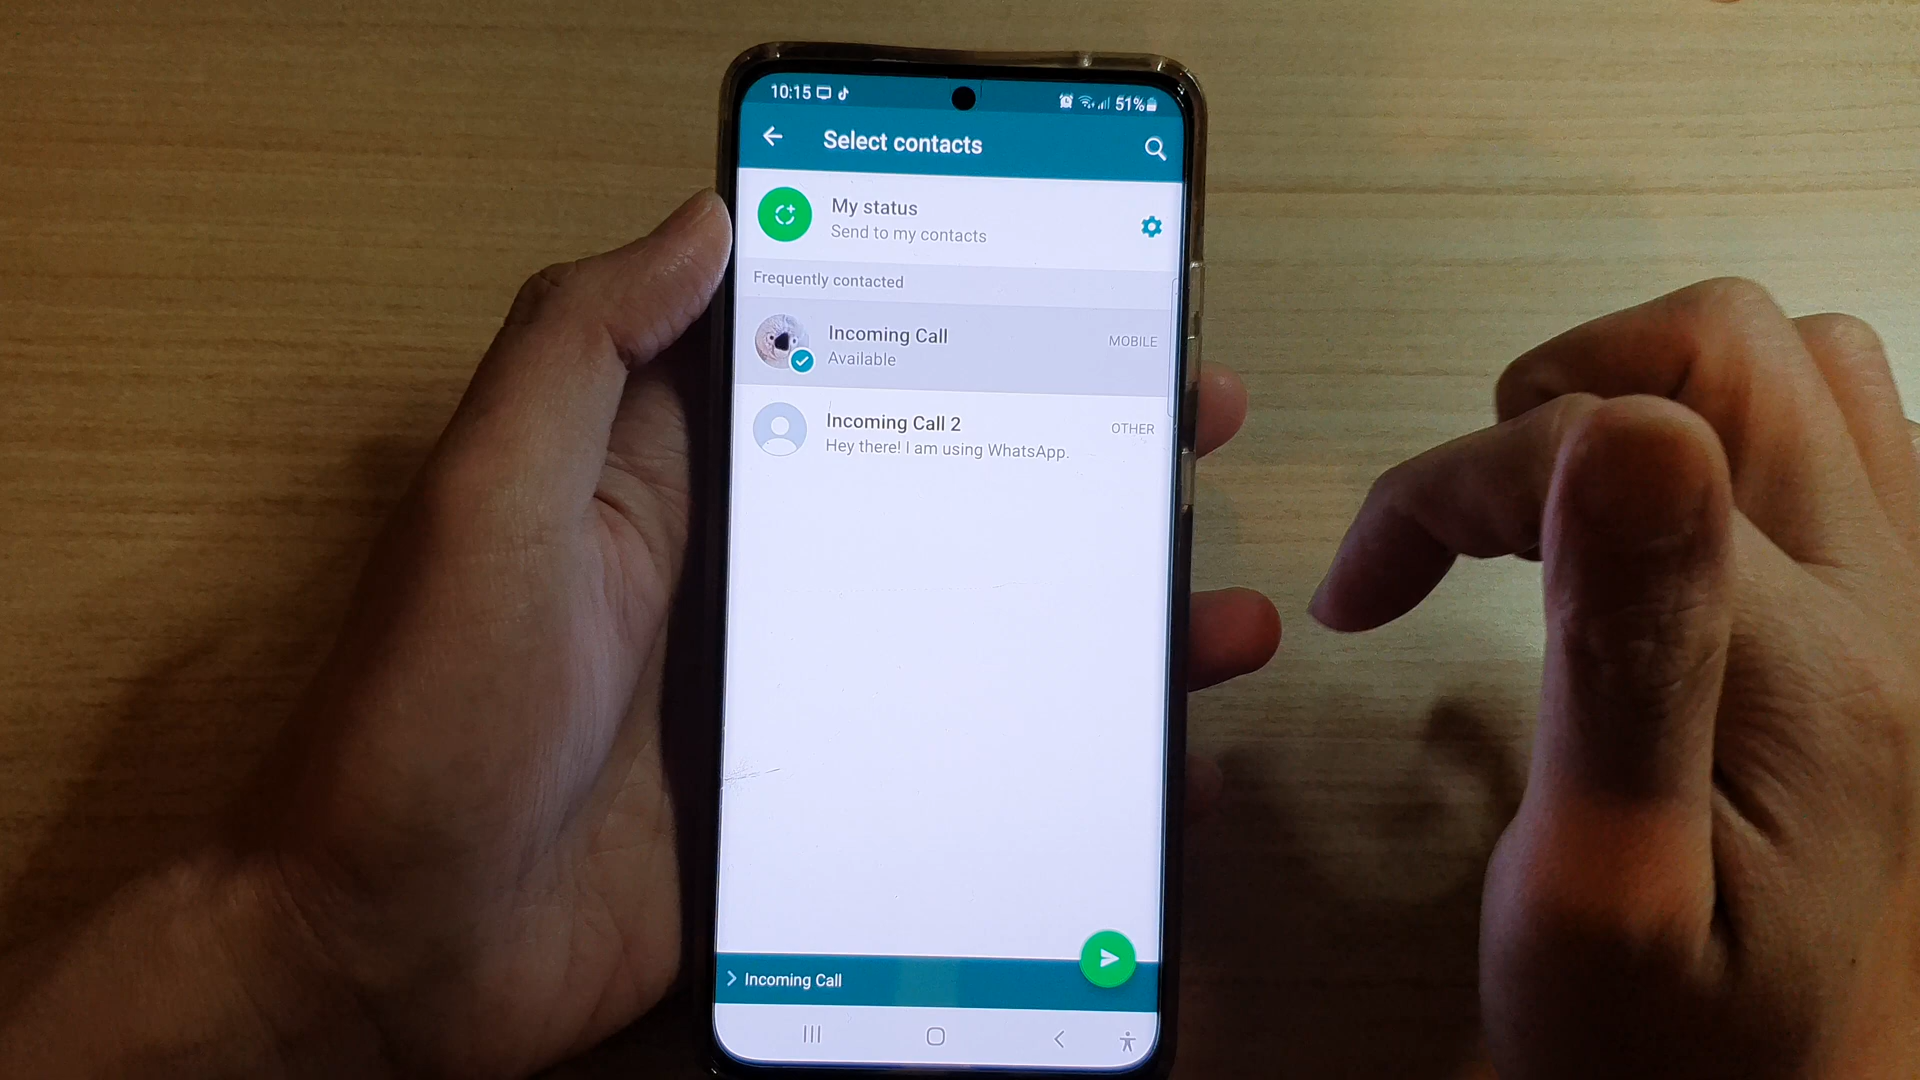 10:15
51%
Select contacts
My status
Send to my contacts
Frequently contacted
Incoming Call
MOBILE
Available
Incoming Call 2
OTHER
Hey there! I am using WhatsApp.
Incoming Call